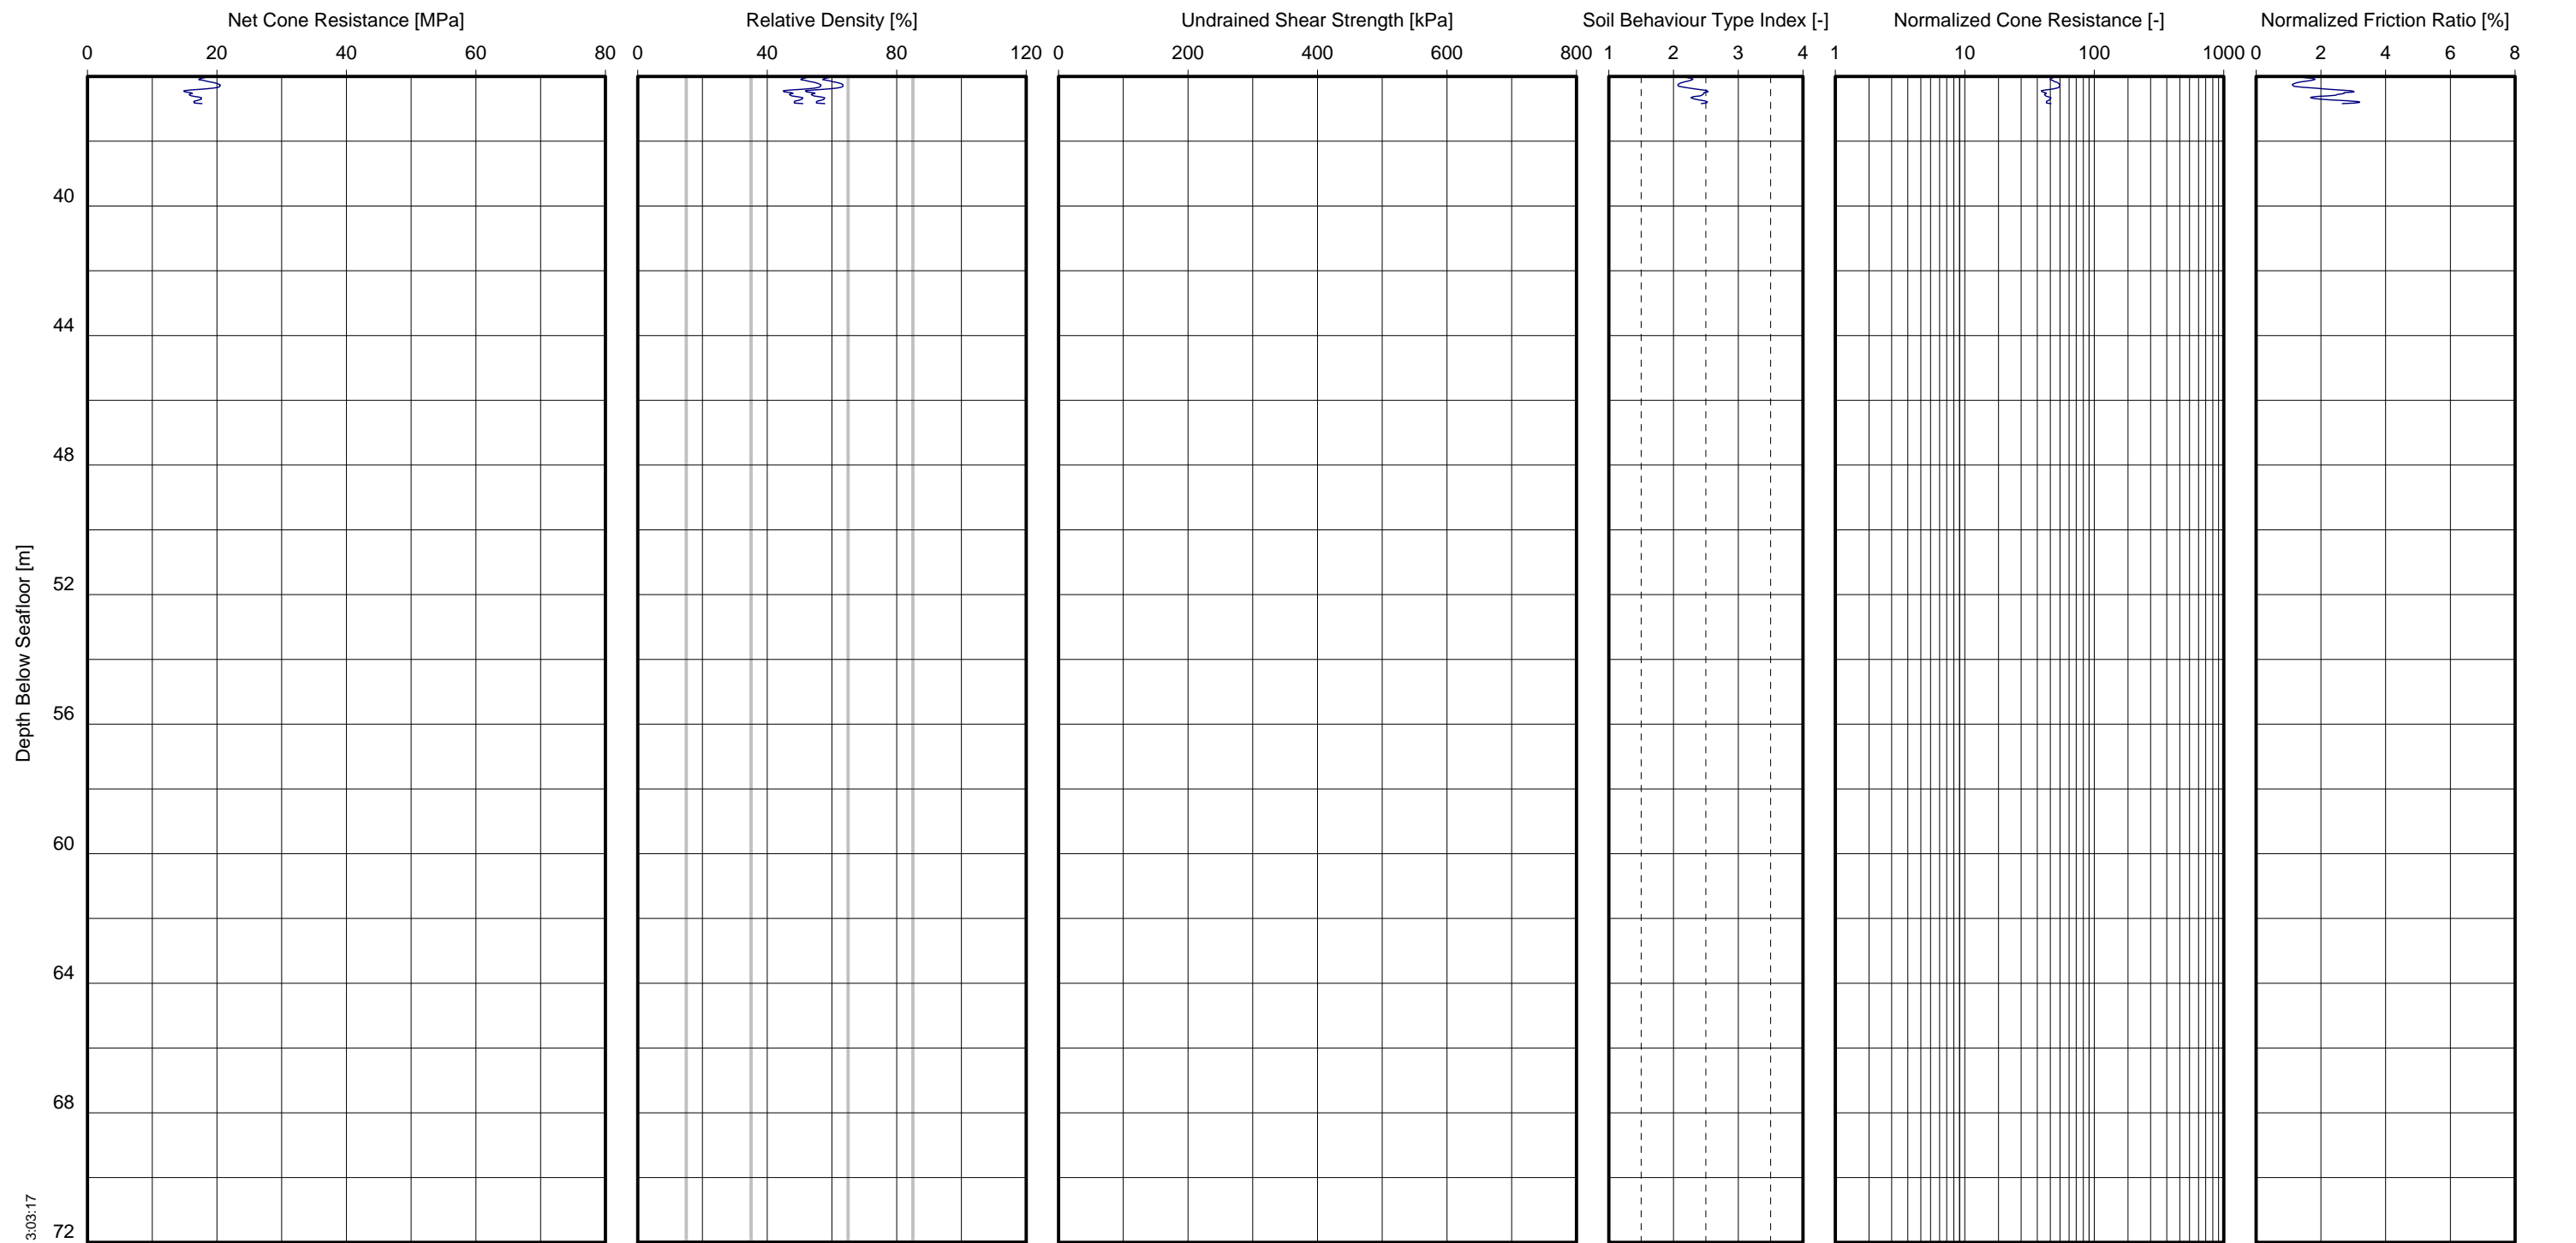 Net Cone Resistance [MPa]
0 20 40 60 80
Relative Density [%]
0 40 80 120
Undrained Shear Strength [kPa]
0 200 400 600 800
Soil Behaviour Type Index [-]
1 2 3 4
Normalized Cone Resistance [-]
1 10 100 1000
Normalized Friction Ratio [%]
0 2 4 6 8
Depth Below Seafloor [m]
40
44
48
52
56
60
64
68
72
3:03:17